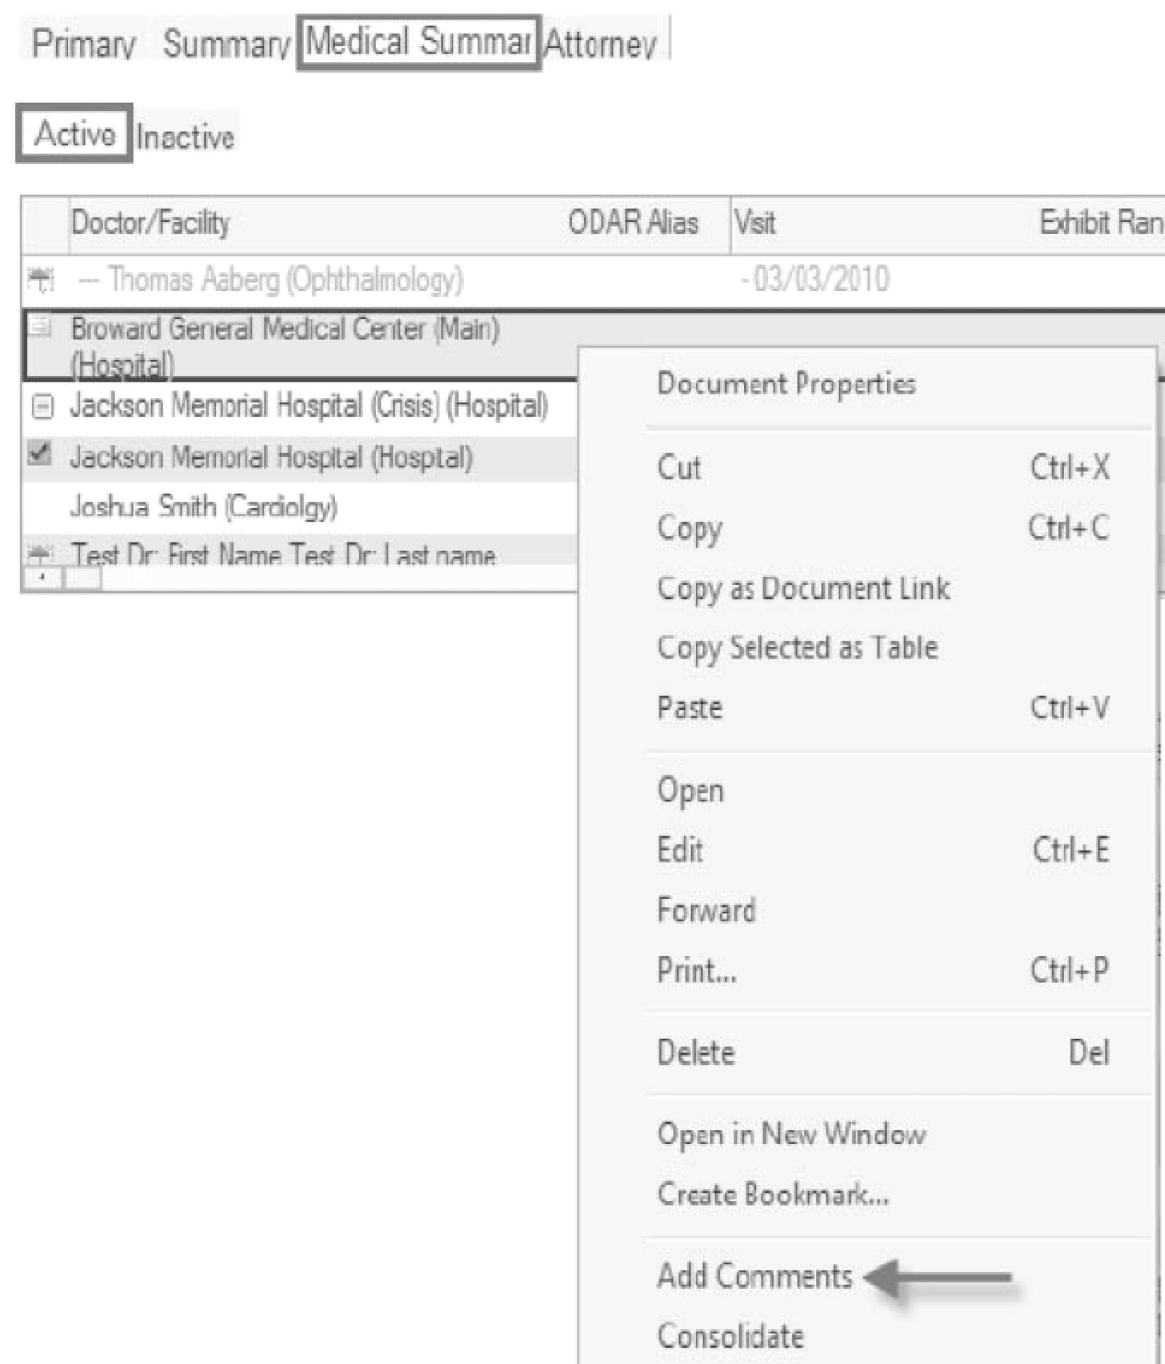 Primary Summary Medical Summar Attorney
Active Inactive
Doctor/Facility ODAR Alias Visit Exhibit Ran
--- Thomas Aaberg (Ophthalmology) - 03/03/2010
Broward General Medical Center (Main)
(Hospital)
Jackson Memorial Hospital (Crisis) (Hospital)
Jackson Memorial Hospital (Hospital)
Joshua Smith (Cardiolgy)
Test Dr: First Name Test Dr: Last name
Document Properties
Cut Ctrl+X
Copy Ctrl+C
Copy as Document Link
Copy Selected as Table
Paste Ctrl+V
Open
Edit Ctrl+E
Forward
Print... Ctrl+P
Delete Del
Open in New Window
Create Bookmark...
Add Comments
Consolidate